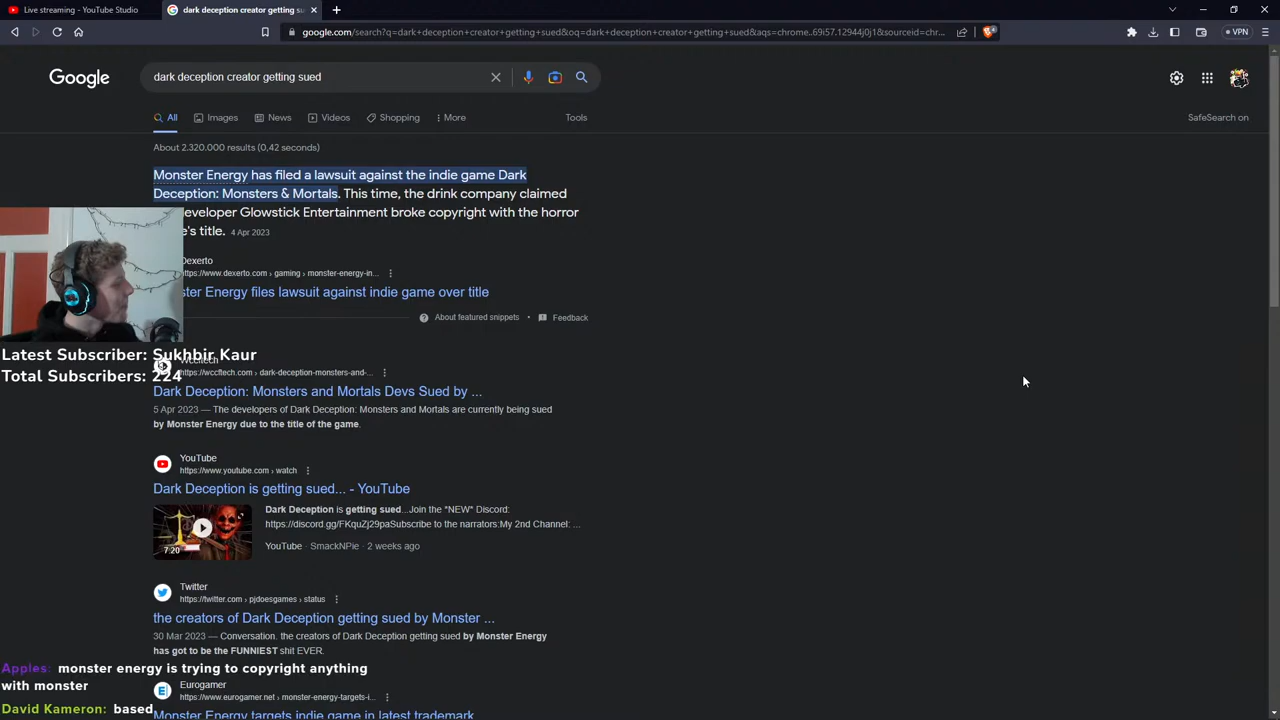 Live streaming - YouTube Studio
dark deception creator getting su
google.com/search?q=dark+deception+creator+getting+sued&oq=dark+deception+creator+getting+sued&aqs=chrome..69i57.12944j0j1&sourceid=chr...
VPN
Google
dark deception creator getting sued
All
Images
News
Videos
Shopping
More
Tools
SafeSearch on
About 2.320.000 results (0,42 seconds)
Monster Energy has filed a lawsuit against the indie game Dark
Deception: Monsters & Mortals. This time, the drink company claimed
developer Glowstick Entertainment broke copyright with the horror
e's title. 4 Apr 2023
Dexerto
https://www.dexerto.com › gaming › monster-energy-in...
ster Energy files lawsuit against indie game over title
About featured snippets
Feedback
Latest Subscriber: Sukhbir Kaur
Total Subscribers: 224
Wccftech
https://wccftech.com › dark-deception-monsters-and-...
Dark Deception: Monsters and Mortals Devs Sued by ...
5 Apr 2023 — The developers of Dark Deception: Monsters and Mortals are currently being sued
by Monster Energy due to the title of the game.
YouTube
https://www.youtube.com › watch
Dark Deception is getting sued... - YouTube
7:20
Dark Deception is getting sued...Join the "NEW" Discord:
https://discord.gg/FKquZj29paSubscribe to the narrators:My 2nd Channel: ...
YouTube · SmackNPie · 2 weeks ago
Twitter
https://twitter.com › pjdoesgames › status
the creators of Dark Deception getting sued by Monster ...
30 Mar 2023 — Conversation. the creators of Dark Deception getting sued by Monster Energy
has got to be the FUNNIEST shit EVER.
Apples: monster energy is trying to copyright anything
with monster
Eurogamer
https://www.eurogamer.net › monster-energy-targets-i...
David Kameron: based
Monster Energy targets indie game in latest trademark